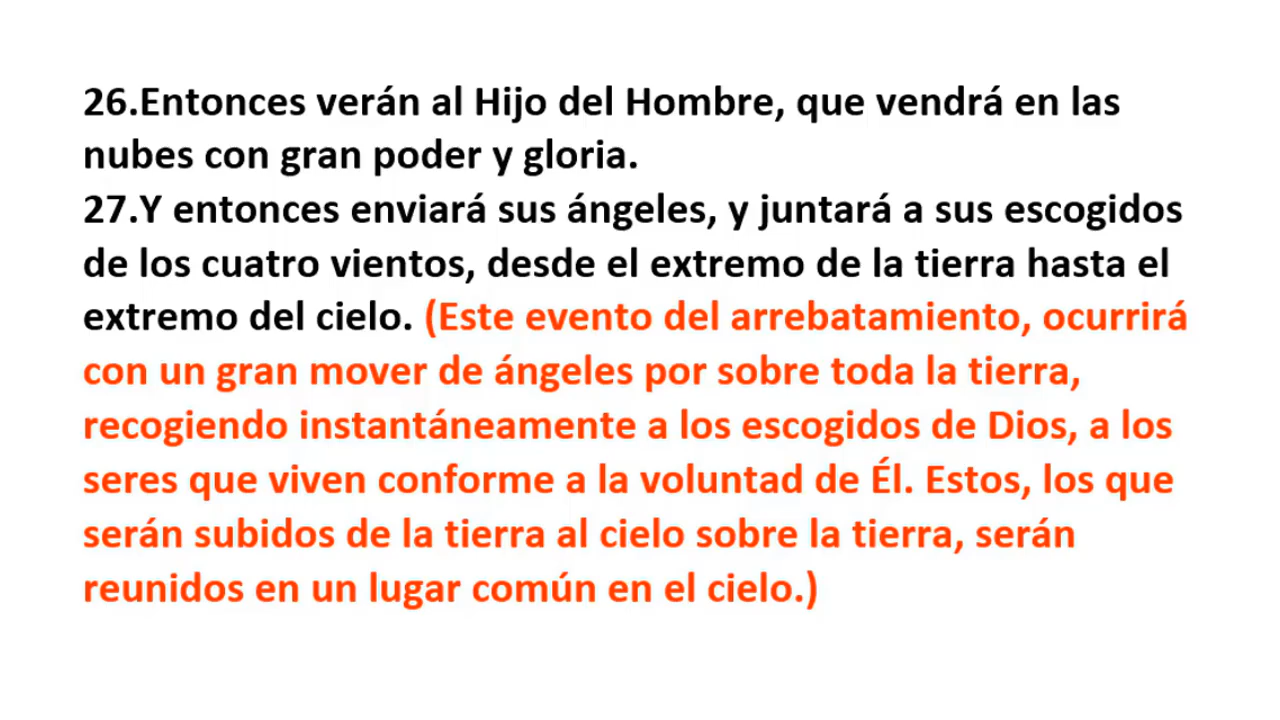 26.Entonces verán al Hijo del Hombre, que vendrá en las
nubes con gran poder y gloria.
27.Y entonces enviará sus ángeles, y juntará a sus escogidos
de los cuatro vientos, desde el extremo de la tierra hasta el
extremo del cielo. (Este evento del arrebatamiento, ocurrirá
con un gran mover de ángeles por sobre toda la tierra,
recogiendo instantáneamente a los escogidos de Dios, a los
seres que viven conforme a la voluntad de Él. Estos, los que
serán subidos de la tierra al cielo sobre la tierra, serán
reunidos en un lugar común en el cielo.)